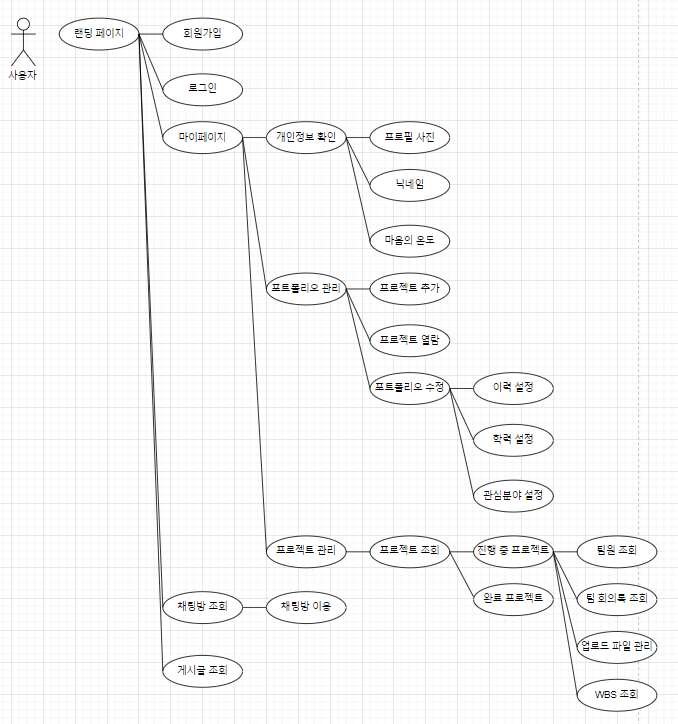 랜딩 페이지
회원가입
사용자
로그인
마이페이지
개인정보 확인
프로필 사진
닉네임
마음의 온도
포트폴리오 관리
프로젝트 추가
프로젝트 열람
포트폴리오 수정
이력 설정
학력 설정
관심분야 설정
프로젝트 관리
프로젝트 조회
진행 중 프로젝트
팀원 조회
완료 프로젝트
팀 회의록 조회
채팅방 조회
채팅방 이용
업로드 파일 관리
게시글 조회
WBS 조회